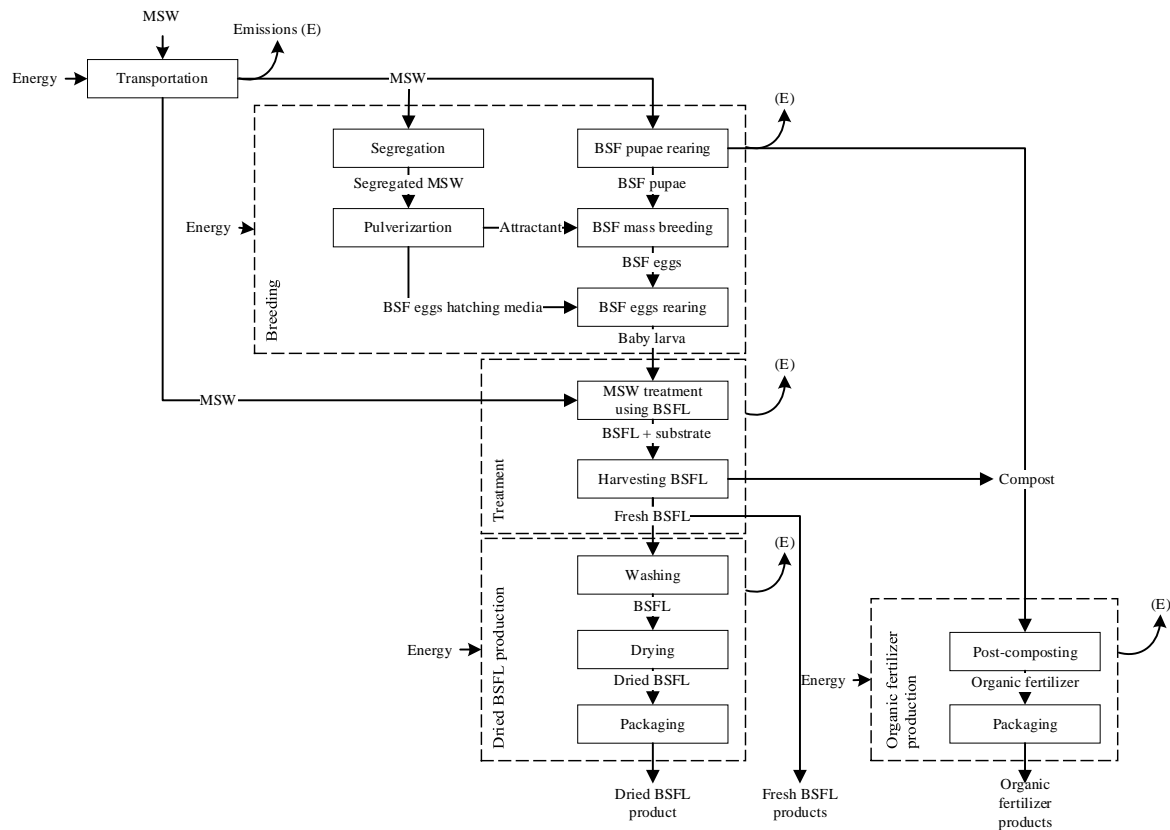 MSW
Emissions (E)
Energy
Transportation
MSW
(E)
Segregation
BSF pupae rearing
Segregated MSW
BSF pupae
Energy
Pulverizartion
Attractant
BSF mass breeding
BSF eggs
BSF eggs hatching media
BSF eggs rearing
Breeding
Baby larva
(E)
MSW treatment
using BSFL
MSW
BSFL + substrate
Harvesting BSFL
Compost
Treatment
Fresh BSFL
(E)
Washing
BSFL
(E)
Energy
Drying
Dried BSFL production
Dried BSFL
Packaging
Post-composting
Energy
Organic fertilizer
Organic fertilizer
production
Packaging
Dried BSFL
product
Fresh BSFL
products
Organic
fertilizer
products